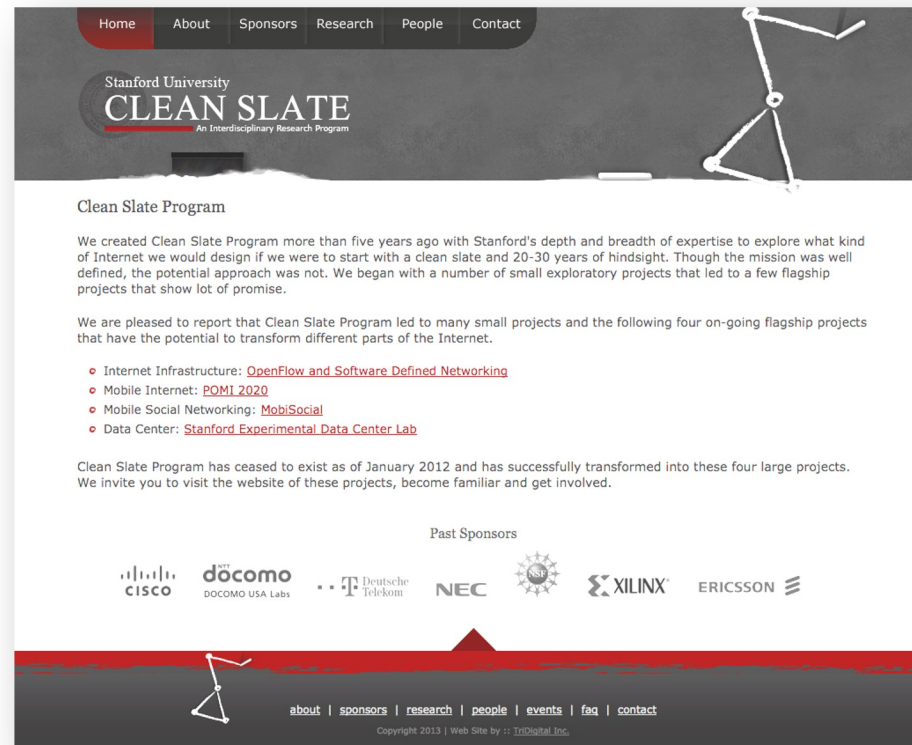 Home About Sponsors Research People Contact
Stanford University
CLEAN SLATE
An Interdisciplinary Research Program
Clean Slate Program
We created Clean Slate Program more than five years ago with Stanford's depth and breadth of expertise to explore what kind
of Internet we would design if we were to start with a clean slate and 20-30 years of hindsight. Though the mission was well
defined, the potential approach was not. We began with a number of small exploratory projects that led to a few flagship
projects that show lot of promise.
We are pleased to report that Clean Slate Program led to many small projects and the following four on-going flagship projects
that have the potential to transform different parts of the Internet.
Internet Infrastructure: OpenFlow and Software Defined Networking
Mobile Internet: POMI 2020
Mobile Social Networking: MobiSocial
Data Center: Stanford Experimental Data Center Lab
Clean Slate Program has ceased to exist as of January 2012 and has successfully transformed into these four large projects.
We invite you to visit the website of these projects, become familiar and get involved.
Past Sponsors
CISCO
NTT
döcomo
DOCOMO USA Labs
T Deutsche
Telekom
NEC
NSF
XILINX
ERICSSON
about | sponsors | research | people | events | faq | contact
Copyright 2013 | Web Site by :: TriDigital Inc.